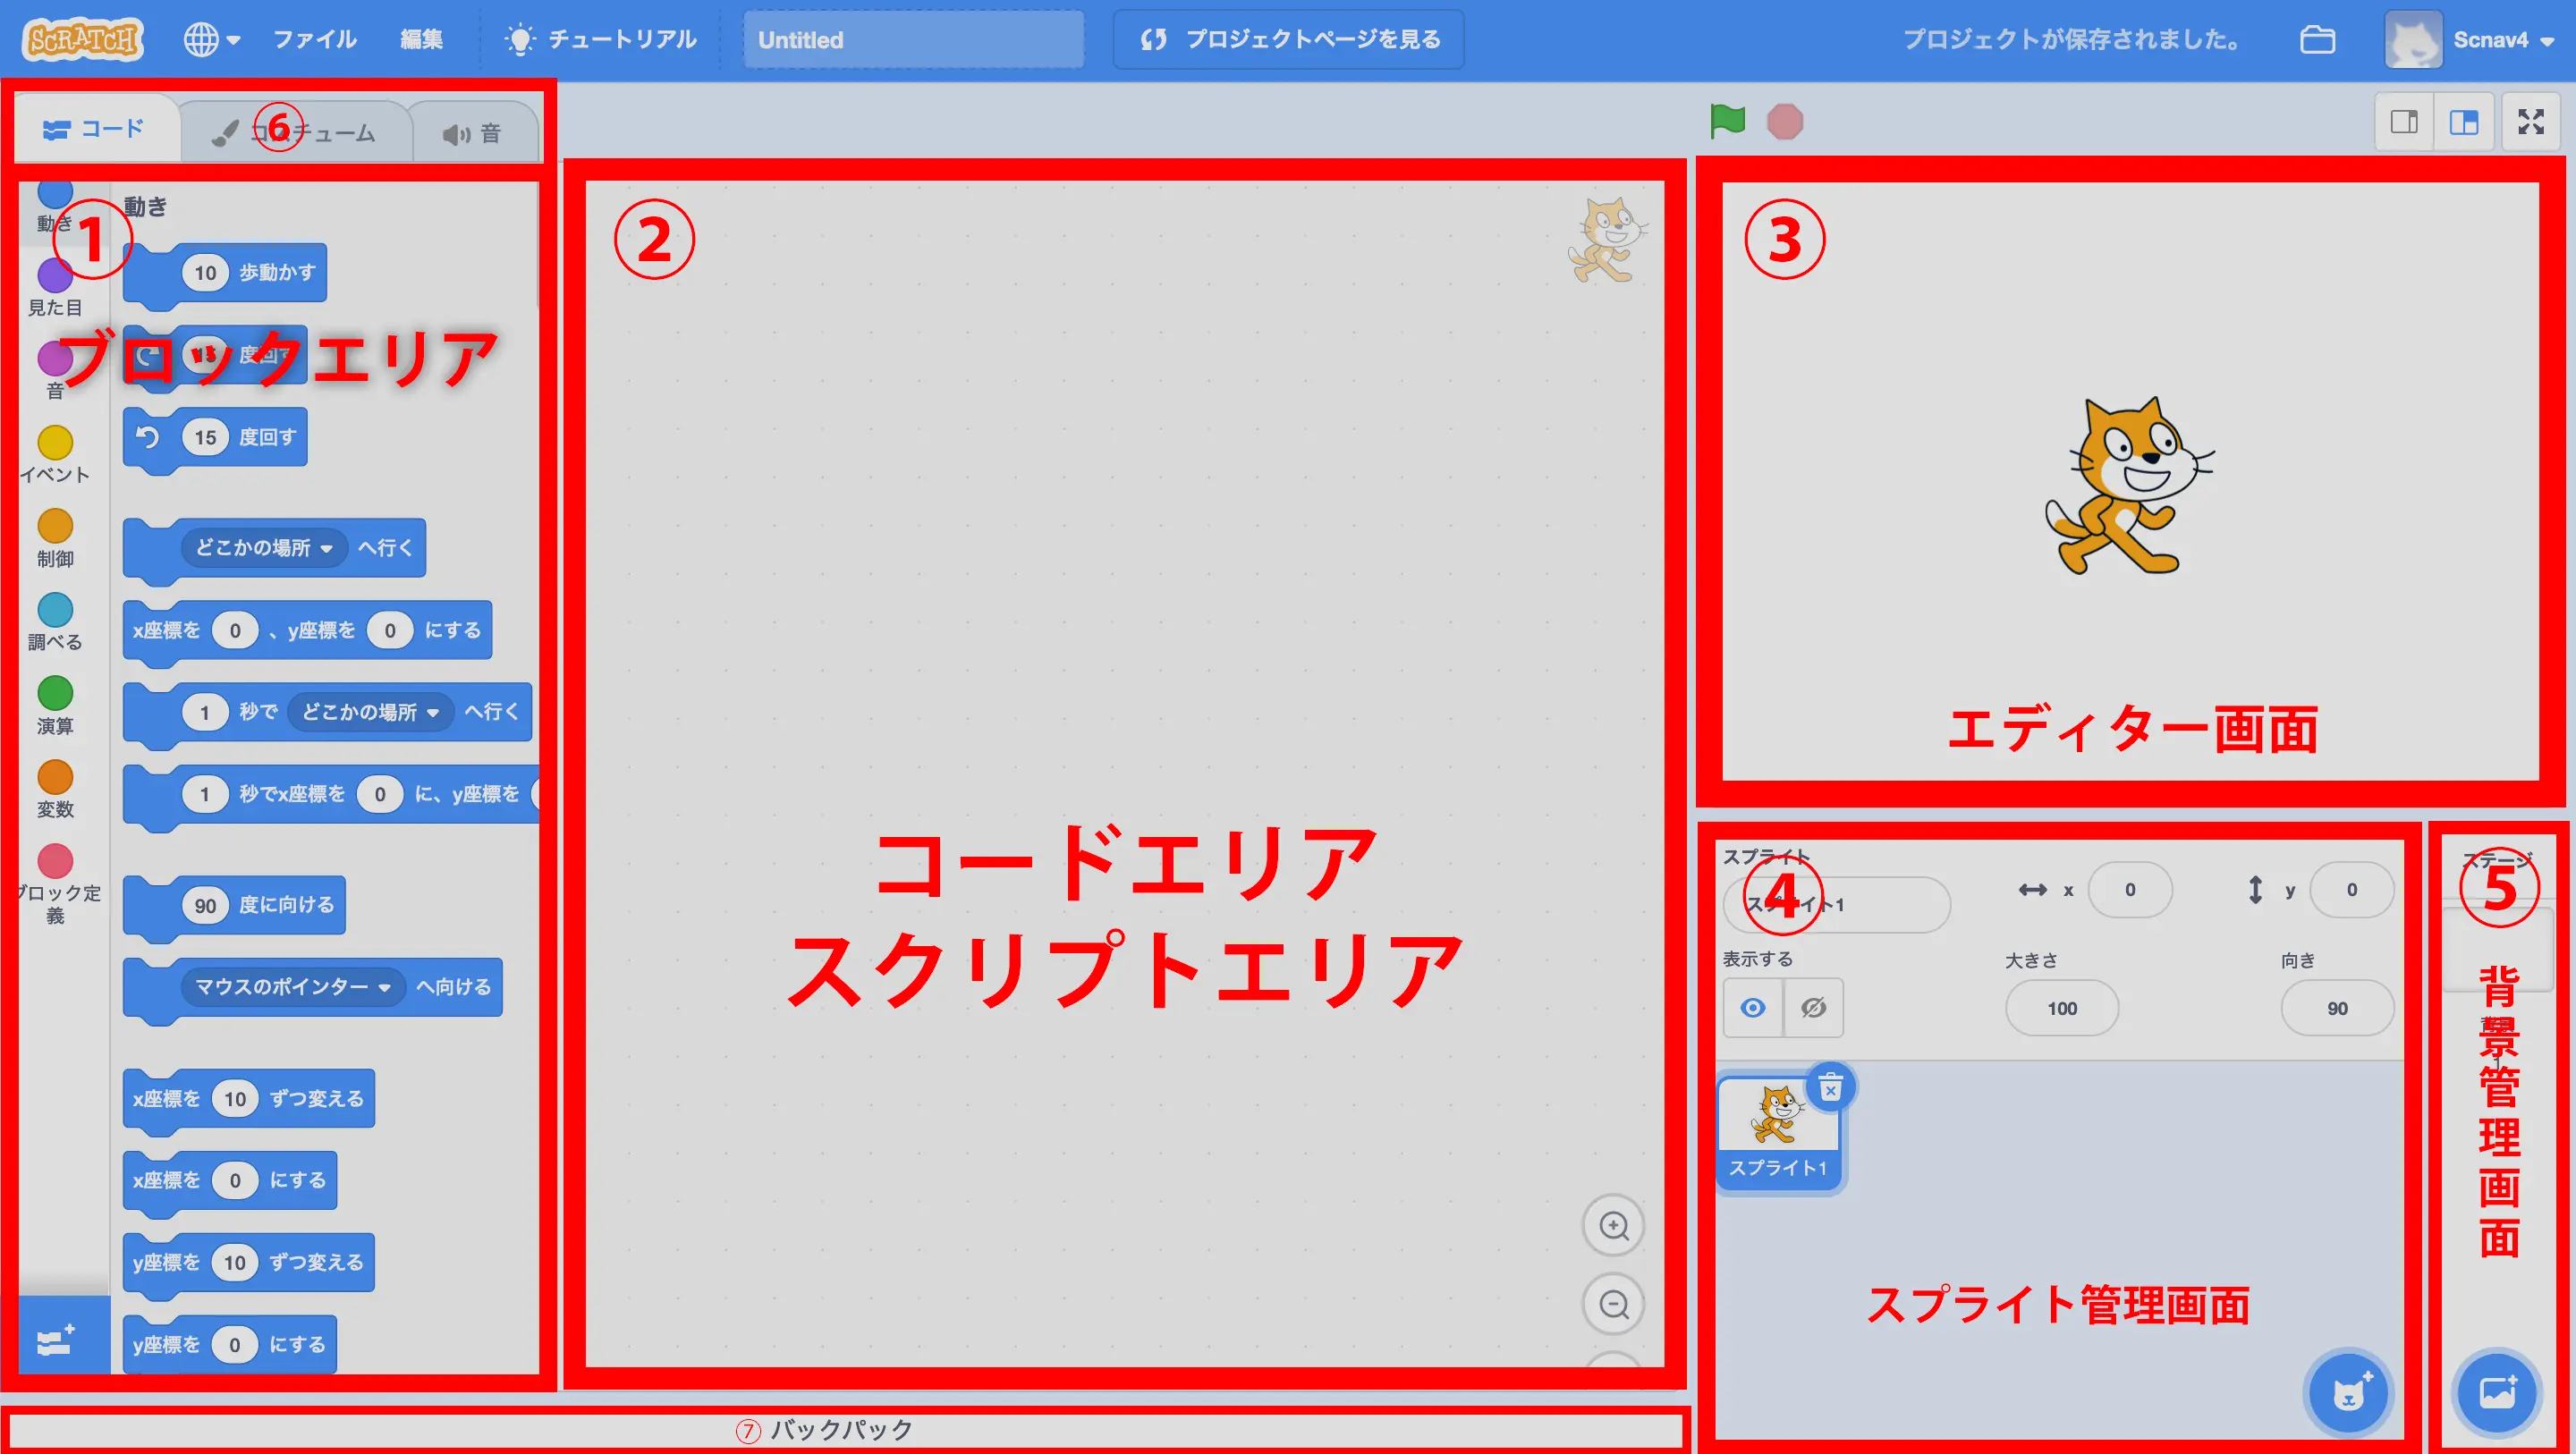 SCRATCH ファイル 編集 チュートリアル Untitled プロジェクトページを見る プロジェクトが保存されました。 Scnav4
コード ⑥ コスチューム 音
① ブロックエリア
動き
見た目
音
イベント
制御
調べる
演算
変数
ブロック定
義
動き
10 歩動かす
15 度回す
15 度回す
どこかの場所 へ行く
x座標を 0 、y座標を 0 にする
1 秒で どこかの場所 へ行く
1 秒でx座標を 0 に、y座標を
90 度に向ける
マウスのポインター へ向ける
x座標を 10 ずつ変える
x座標を 0 にする
y座標を 10 ずつ変える
y座標を 0 にする
②
コードエリア
スクリプトエリア
③
エディター画面
④
スプライト
スプライト1 x 0 y 0
表示する 大きさ 向き
100 90
スプライト1
スプライト管理画面
⑤
ステージ
背景
1
背景管理画面
⑦ バックパック